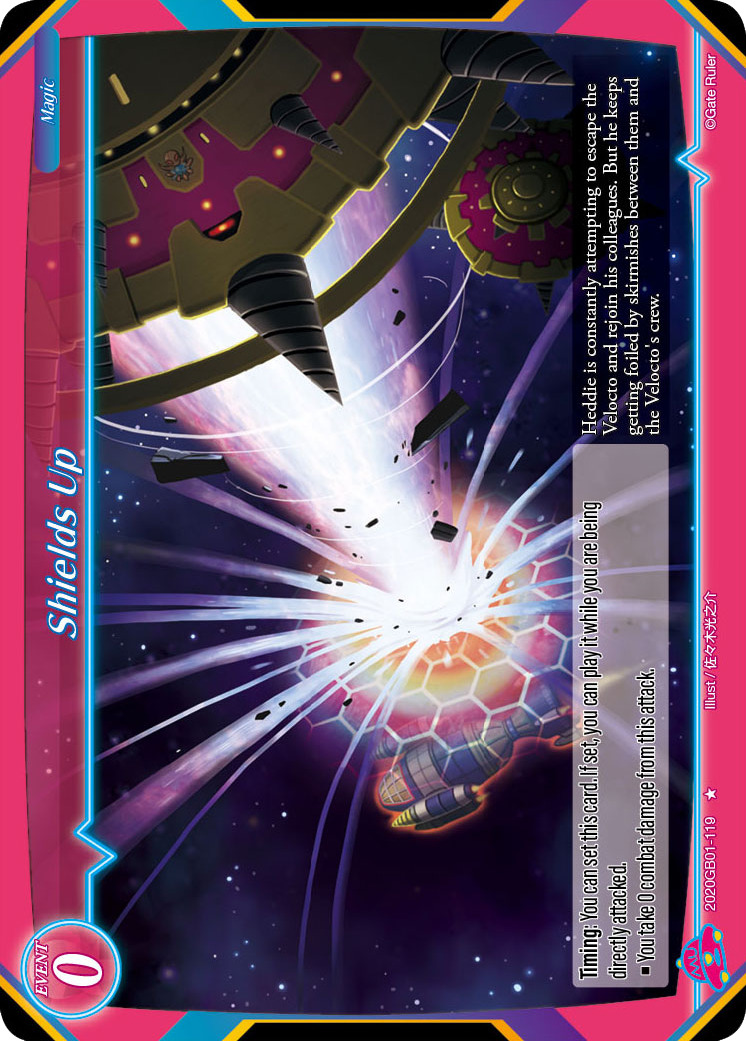 EVENT
0
Shields Up
Magic
Timing: You can set this card. If set, you can play it while you are being
directly attacked.
■ You take 0 combat damage from this attack.
Heddie is constantly attempting to escape the
Velocto and rejoin his colleagues. But he keeps
getting foiled by skirmishes between them and
the Velocto's crew.
2020GB01-119 ★
Illust / 佐々木光之介
©Gate Ruler